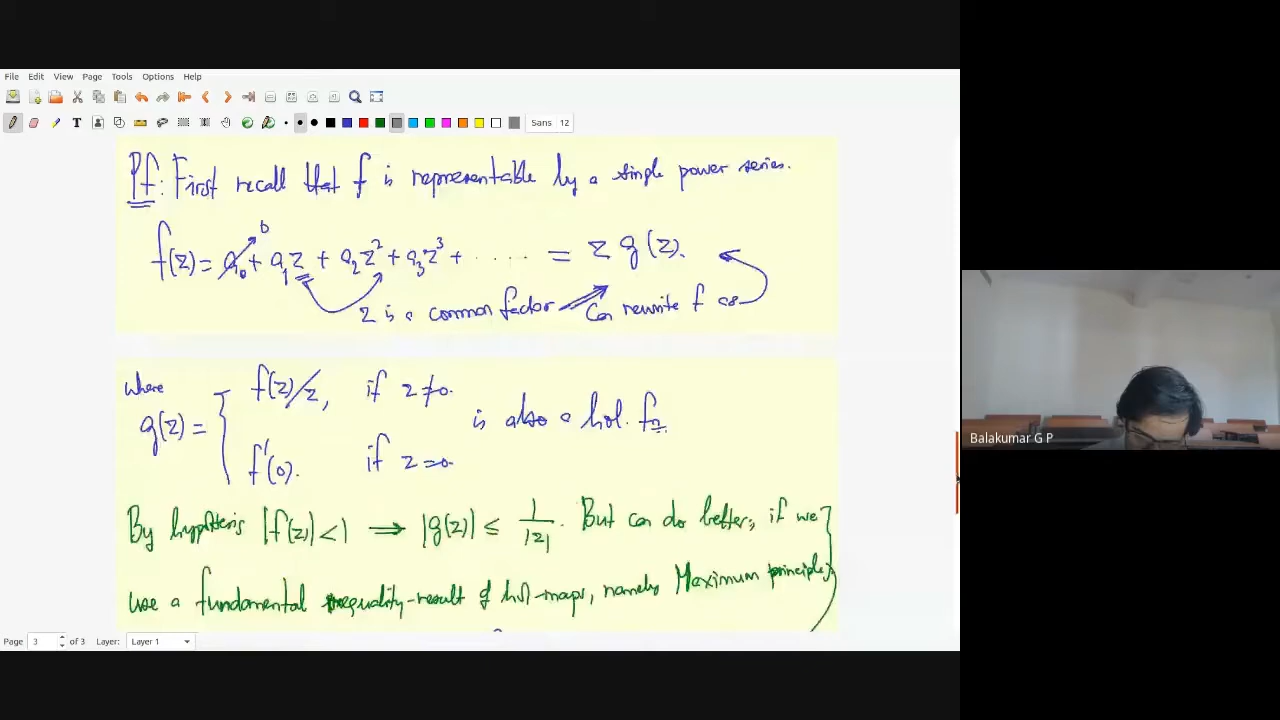 File Edit View Page Tools Options Help
Sans 12
Pf: First recall that f is representable by a single power series.
f(z) = a₀ + a₁z + a₂z² + a₃z³ + ..... = z g(z).
0
z is a common factor ⟹ Can rewrite f as
where
g(z) = { f(z)/z, if z≠0.
f'(0). if z=0.
is also a hol. fn.
By hypothesis |f(z)|<1 ⟹ |g(z)| ≤ 1/|z|. But can do better, if we
use a fundamental inequality-result of hol-maps, namely Maximum principle
Balakumar G P
Page 3 of 3 Layer: Layer 1